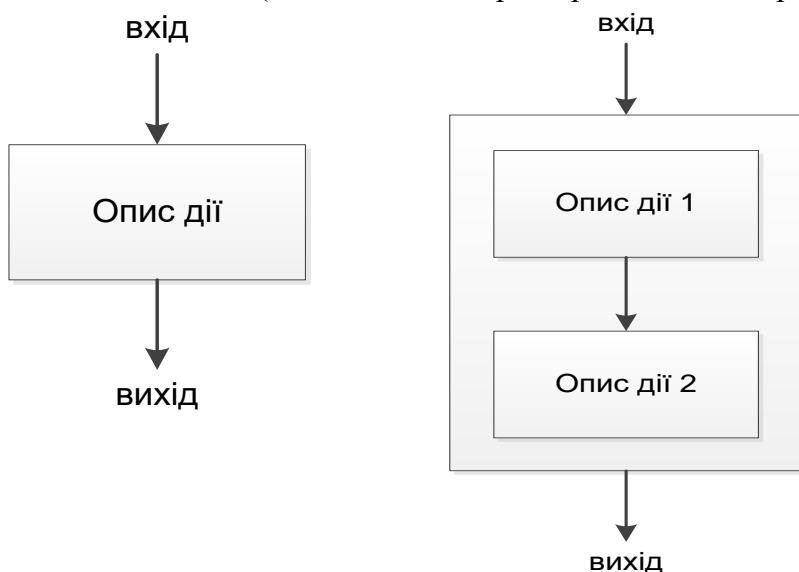 вхід
Опис дії
вихід
вхід
Опис дії 1
Опис дії 2
вихід